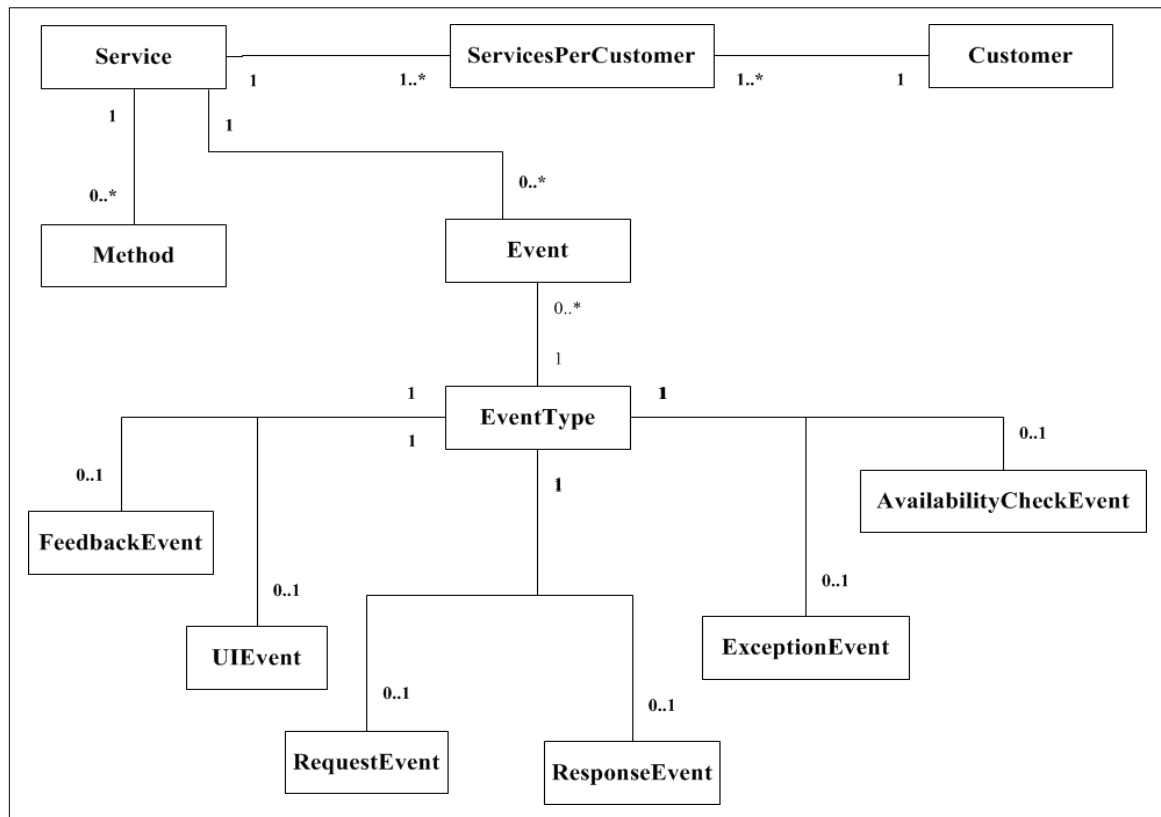 Service
ServicesPerCustomer
Customer
1
1..*
1..*
1
1
1
0..*
0..*
Method
Event
0..*
1
1
1
EventType
1
0..1
0..1
1
AvailabilityCheckEvent
FeedbackEvent
0..1
0..1
UIEvent
ExceptionEvent
0..1
0..1
RequestEvent
ResponseEvent